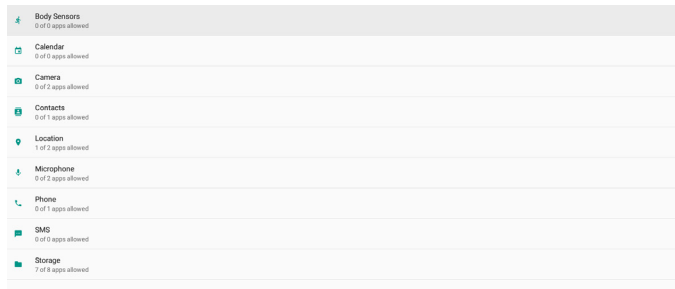 Body Sensors
0 of 0 apps allowed
Calendar
0 of 0 apps allowed
Camera
0 of 2 apps allowed
Contacts
0 of 1 apps allowed
Location
1 of 2 apps allowed
Microphone
0 of 2 apps allowed
Phone
0 of 1 apps allowed
SMS
0 of 0 apps allowed
Storage
7 of 8 apps allowed